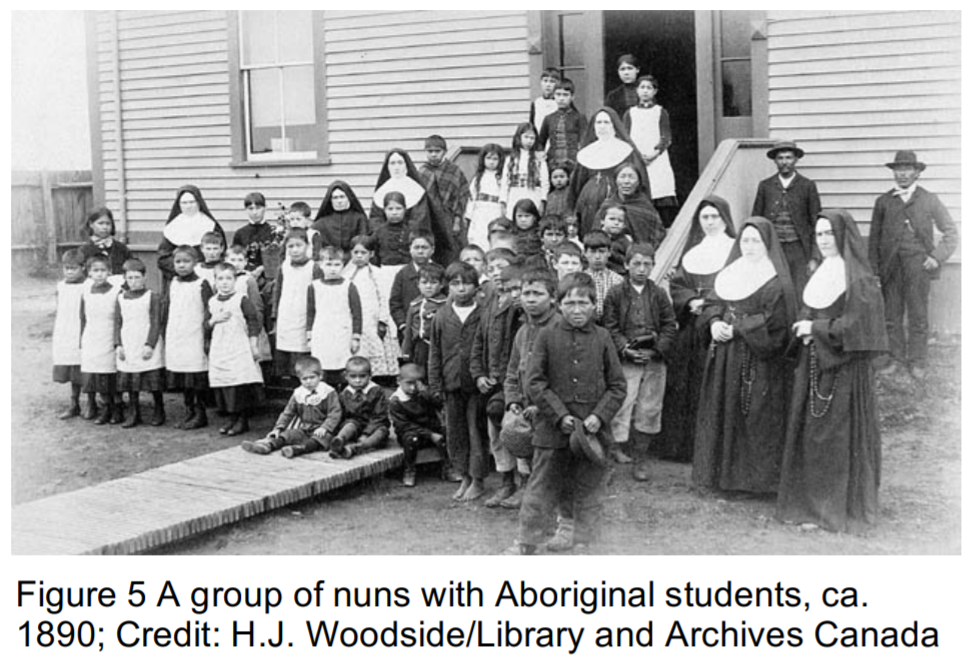 Figure 5 A group of nuns with Aboriginal students, ca.
1890; Credit: H.J. Woodside/Library and Archives Canada